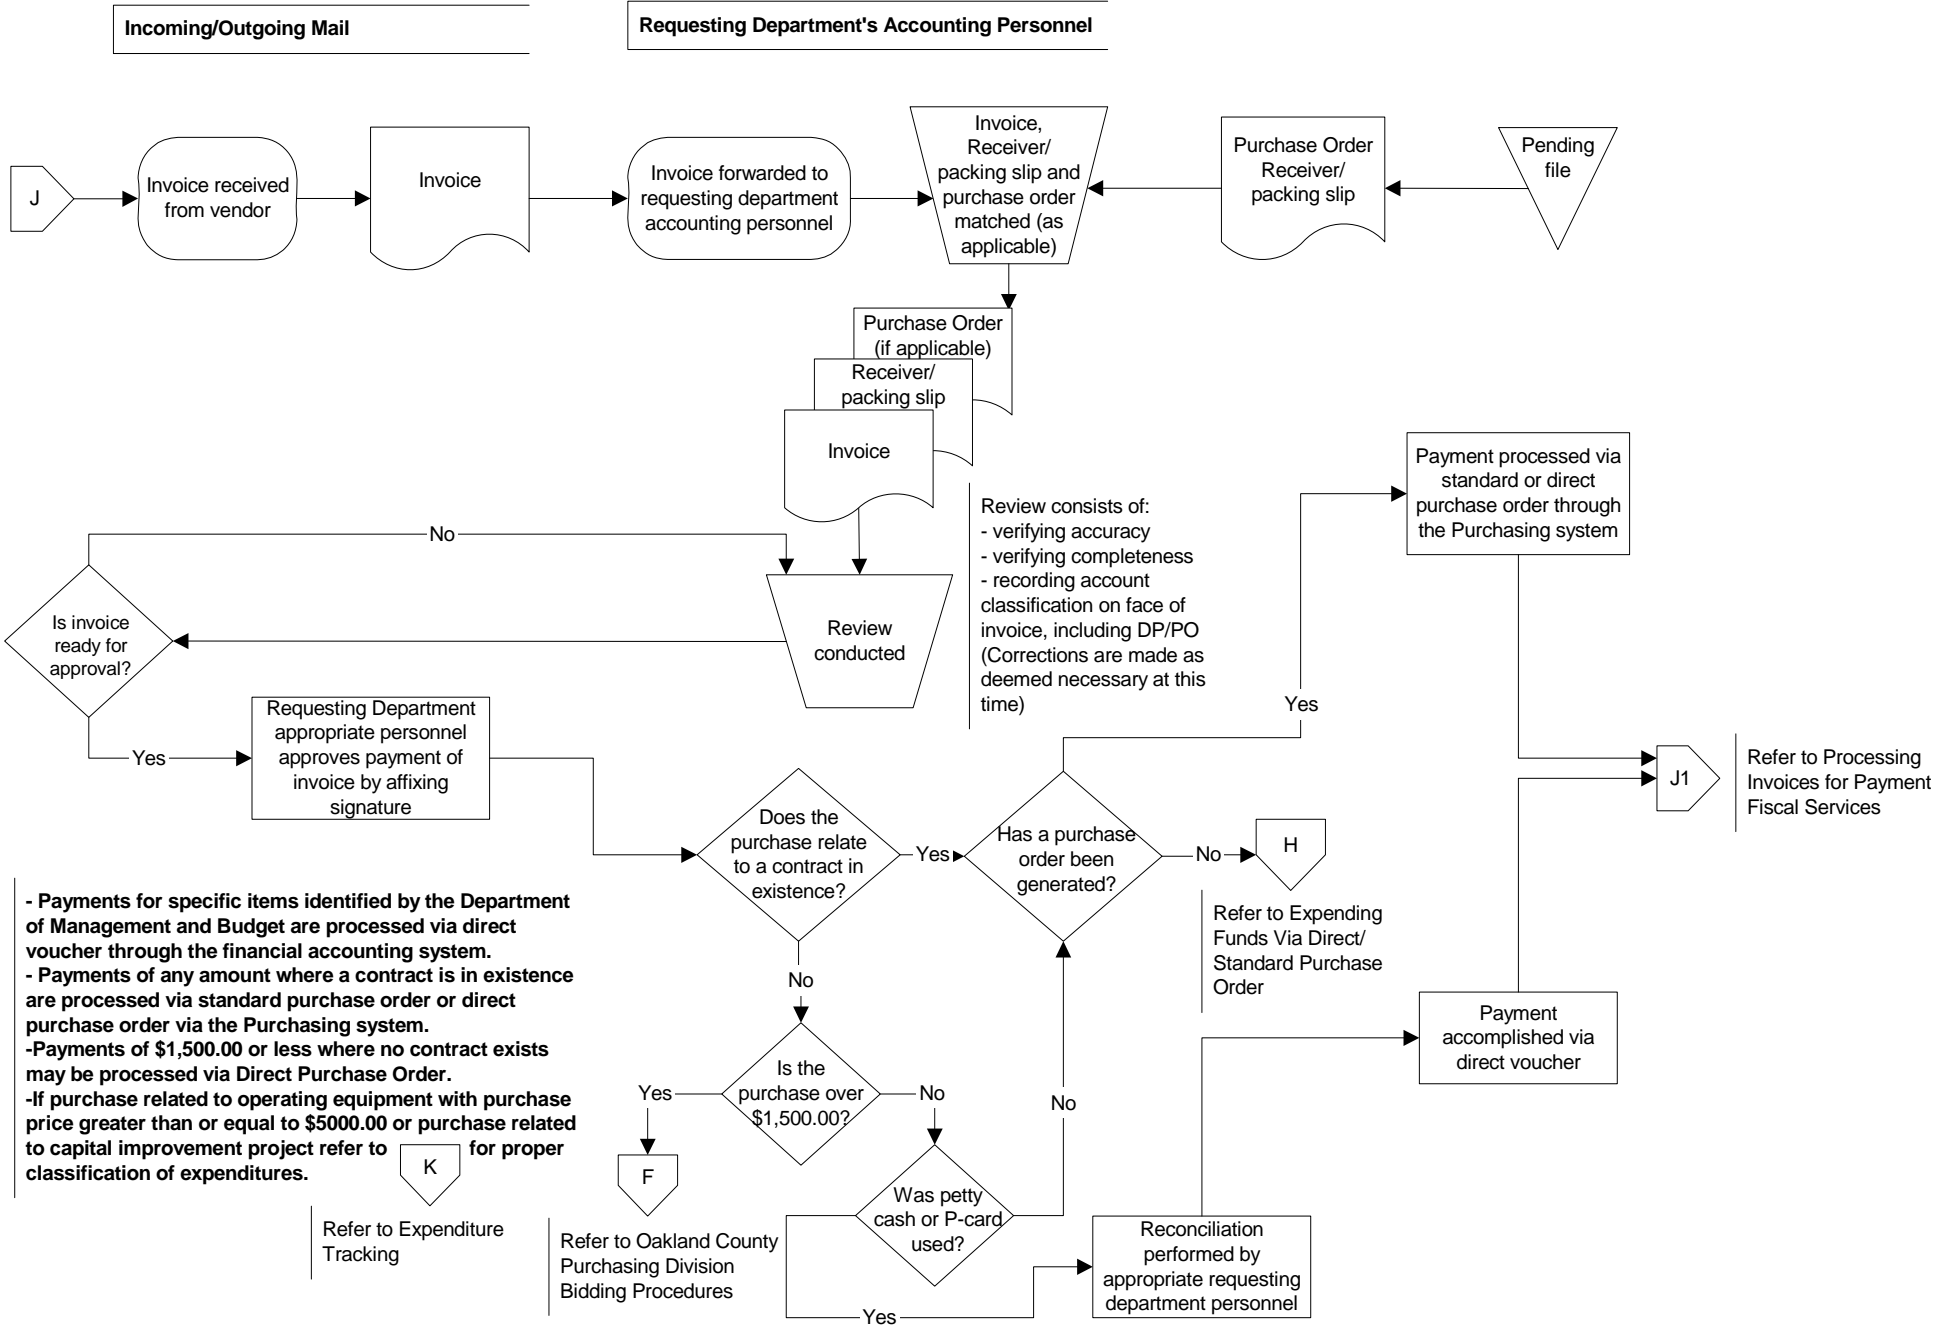 Incoming/Outgoing Mail
Requesting Department's Accounting Personnel
J
Invoice received
from vendor
Invoice
Invoice forwarded to
requesting department
accounting personnel
Invoice,
Receiver/
packing slip and
purchase order
matched (as
applicable)
Purchase Order
Receiver/
packing slip
Pending
file
Purchase Order
(if applicable)
Receiver/
packing slip
Invoice
Review consists of:
- verifying accuracy
- verifying completeness
- recording account
classification on face of
invoice, including DP/PO
(Corrections are made as
deemed necessary at this
time)
Payment processed via
standard or direct
purchase order through
the Purchasing system
No
Is invoice
ready for
approval?
Review
conducted
Yes
Requesting Department
appropriate personnel
approves payment of
invoice by affixing
signature
Yes
J1
Refer to Processing
Invoices for Payment
Fiscal Services
Does the
purchase relate
to a contract in
existence?
Yes
Has a purchase
order been
generated?
No
H
Refer to Expending
Funds Via Direct/
Standard Purchase
Order
- Payments for specific items identified by the Department
of Management and Budget are processed via direct
voucher through the financial accounting system.
- Payments of any amount where a contract is in existence
are processed via standard purchase order or direct
purchase order via the Purchasing system.
-Payments of $1,500.00 or less where no contract exists
may be processed via Direct Purchase Order.
-If purchase related to operating equipment with purchase
price greater than or equal to $5000.00 or purchase related
to capital improvement project refer to K for proper
classification of expenditures.
Refer to Expenditure
Tracking
No
Is the
purchase over
$1,500.00?
Yes
No
No
F
Refer to Oakland County
Purchasing Division
Bidding Procedures
Was petty
cash or P-card
used?
Yes
Reconciliation
performed by
appropriate requesting
department personnel
Payment
accomplished via
direct voucher